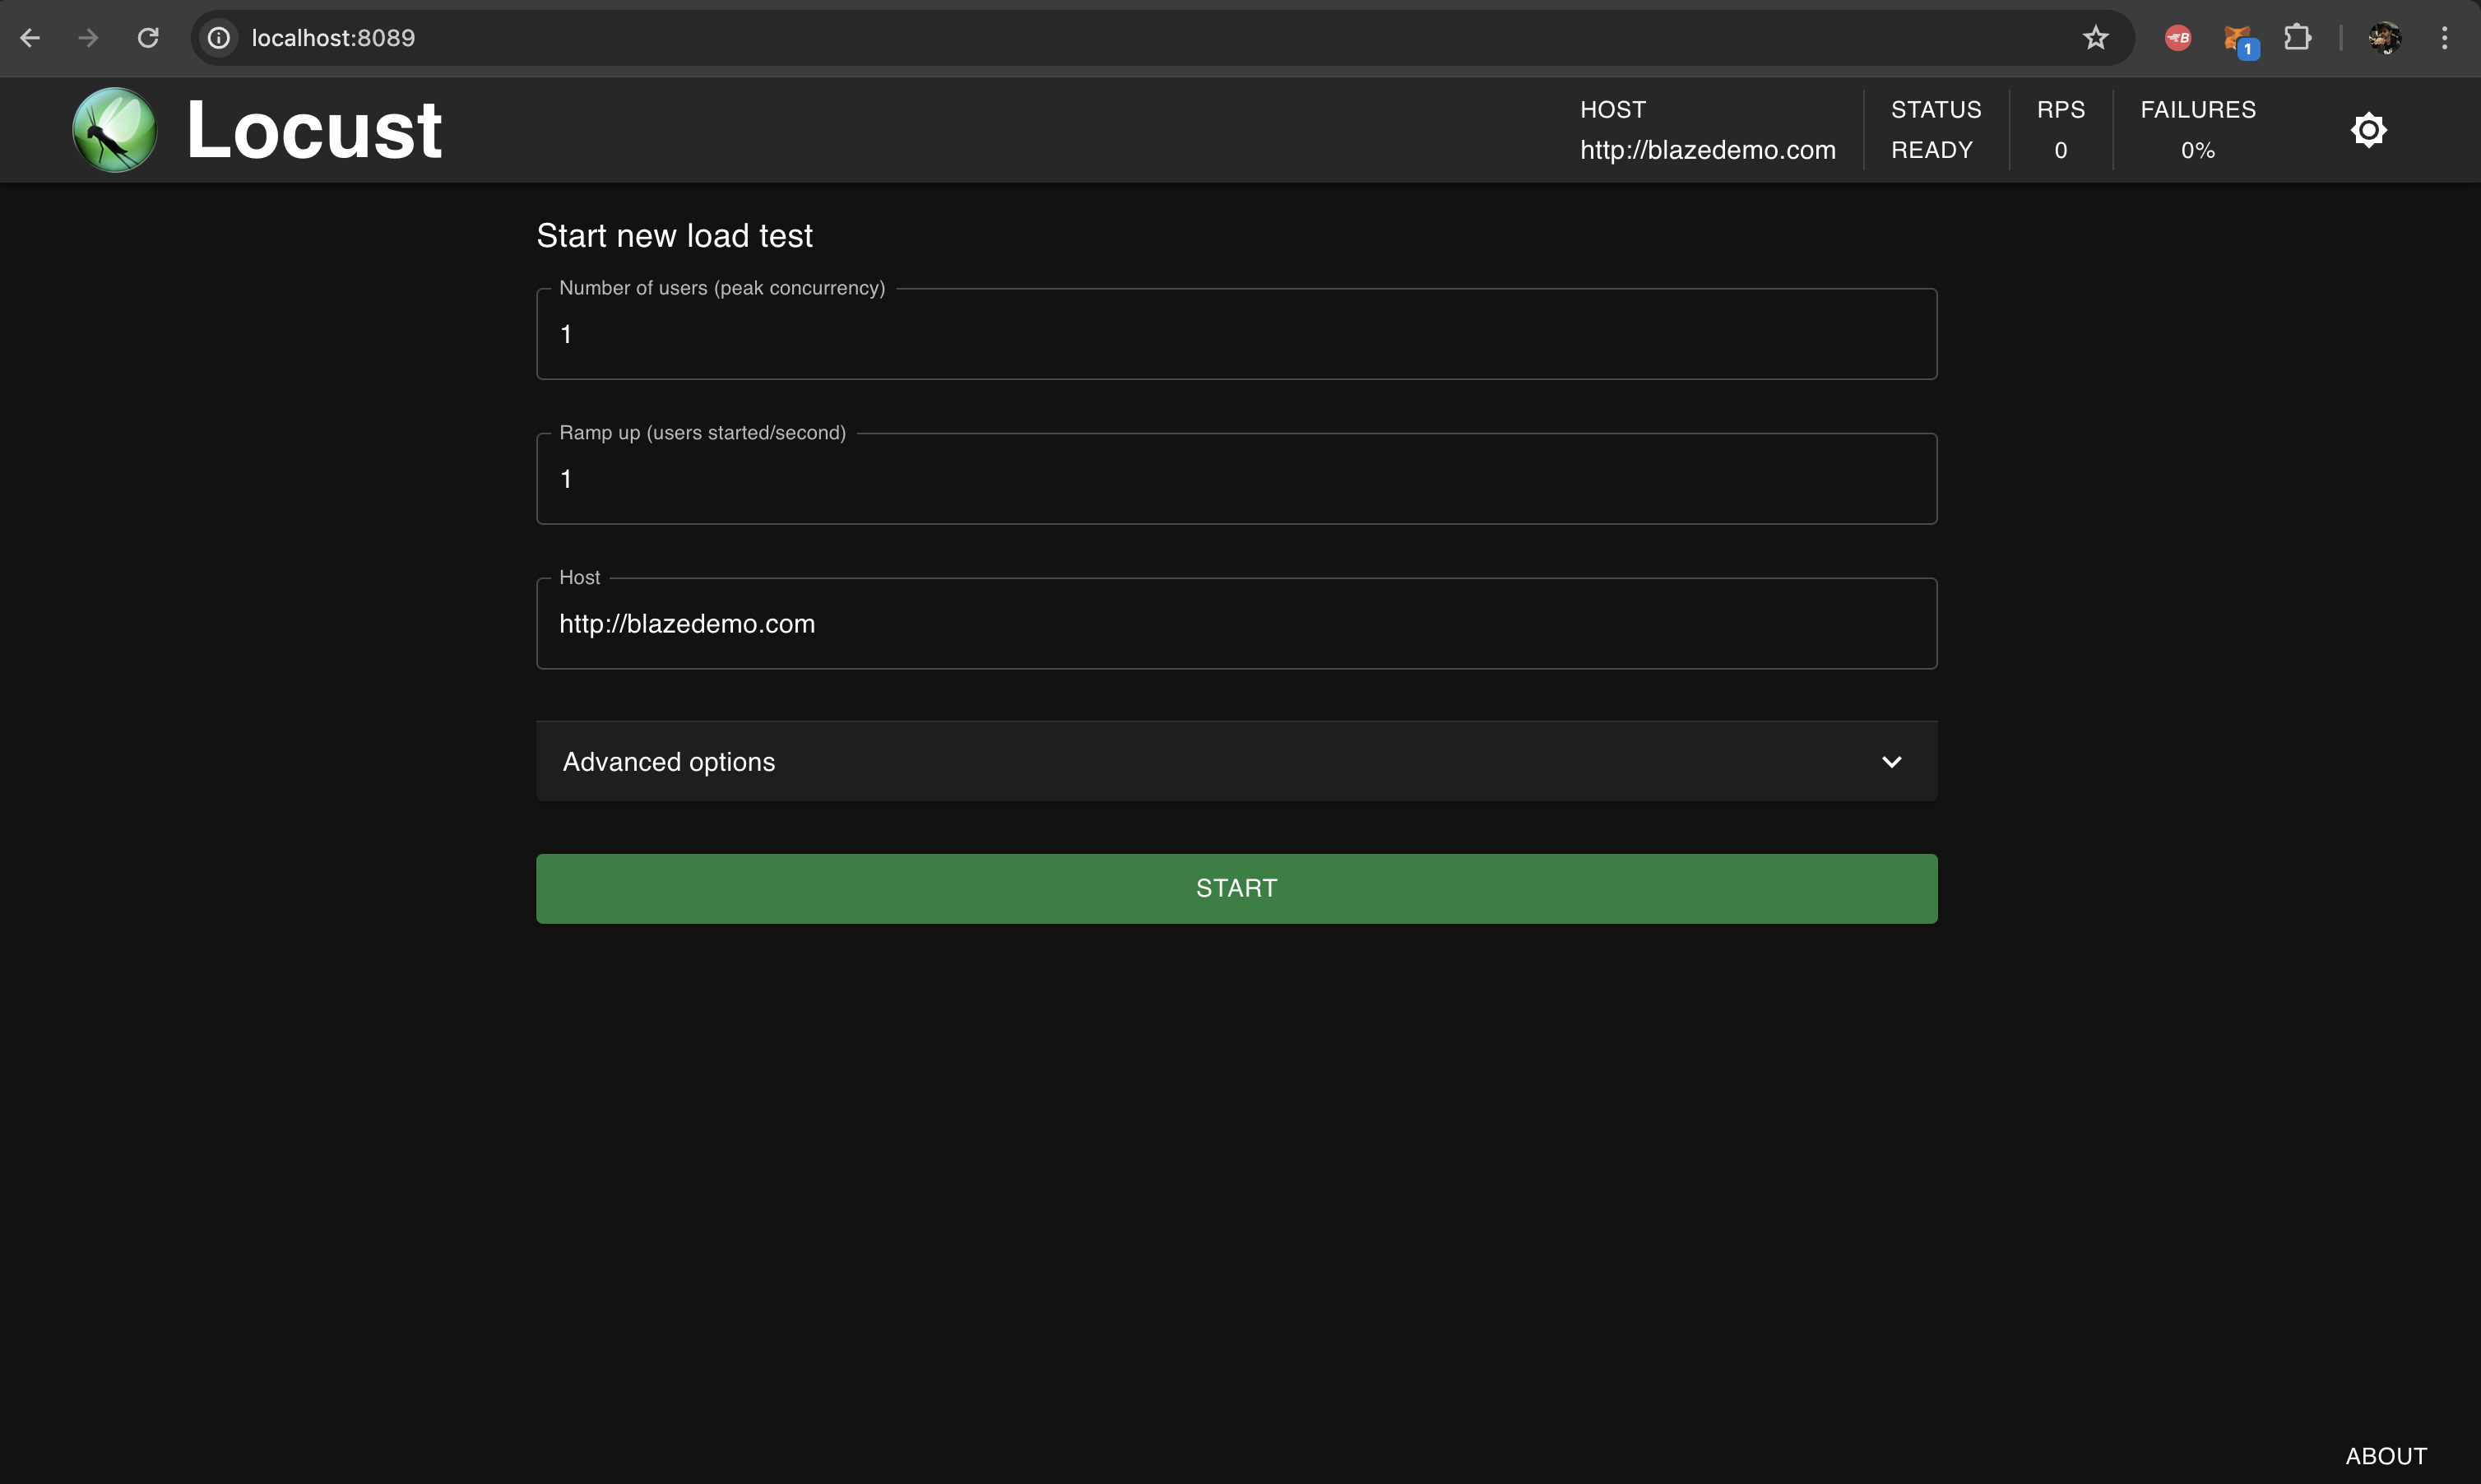 localhost:8089
B
1
Locust
HOST
http://blazedemo.com
STATUS
READY
RPS
0
FAILURES
0%
Start new load test
Number of users (peak concurrency)
1
Ramp up (users started/second)
1
Host
http://blazedemo.com
Advanced options
START
ABOUT